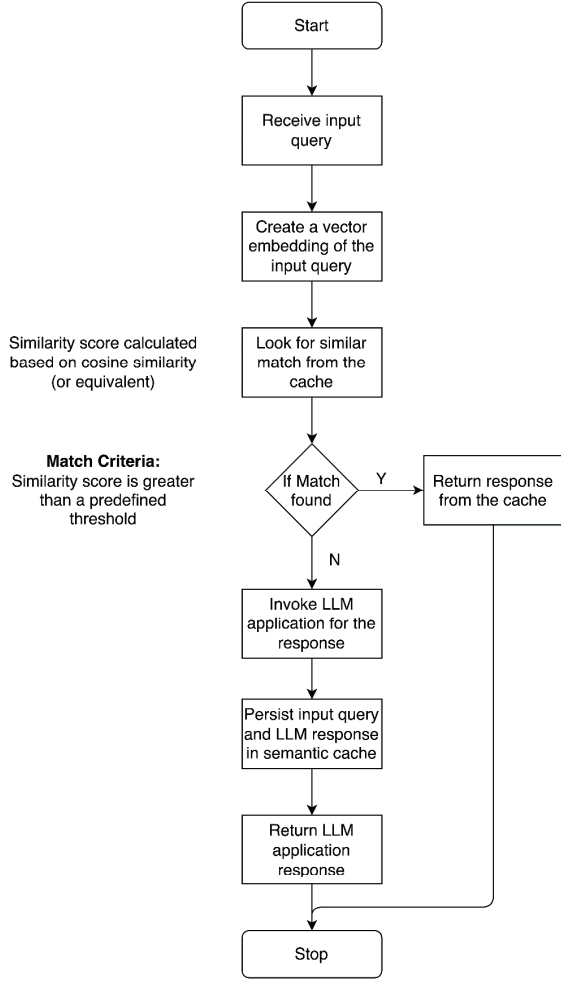 Start
Receive input
query
Create a vector
embedding of the
input query
Similarity score calculated
based on cosine similarity
(or equivalent)
Look for similar
match from the
cache
Match Criteria:
Similarity score is greater
than a predefined
threshold
If Match
found
Y
Return response
from the cache
N
Invoke LLM
application for the
response
Persist input query
and LLM response
in semantic cache
Return LLM
application
response
Stop